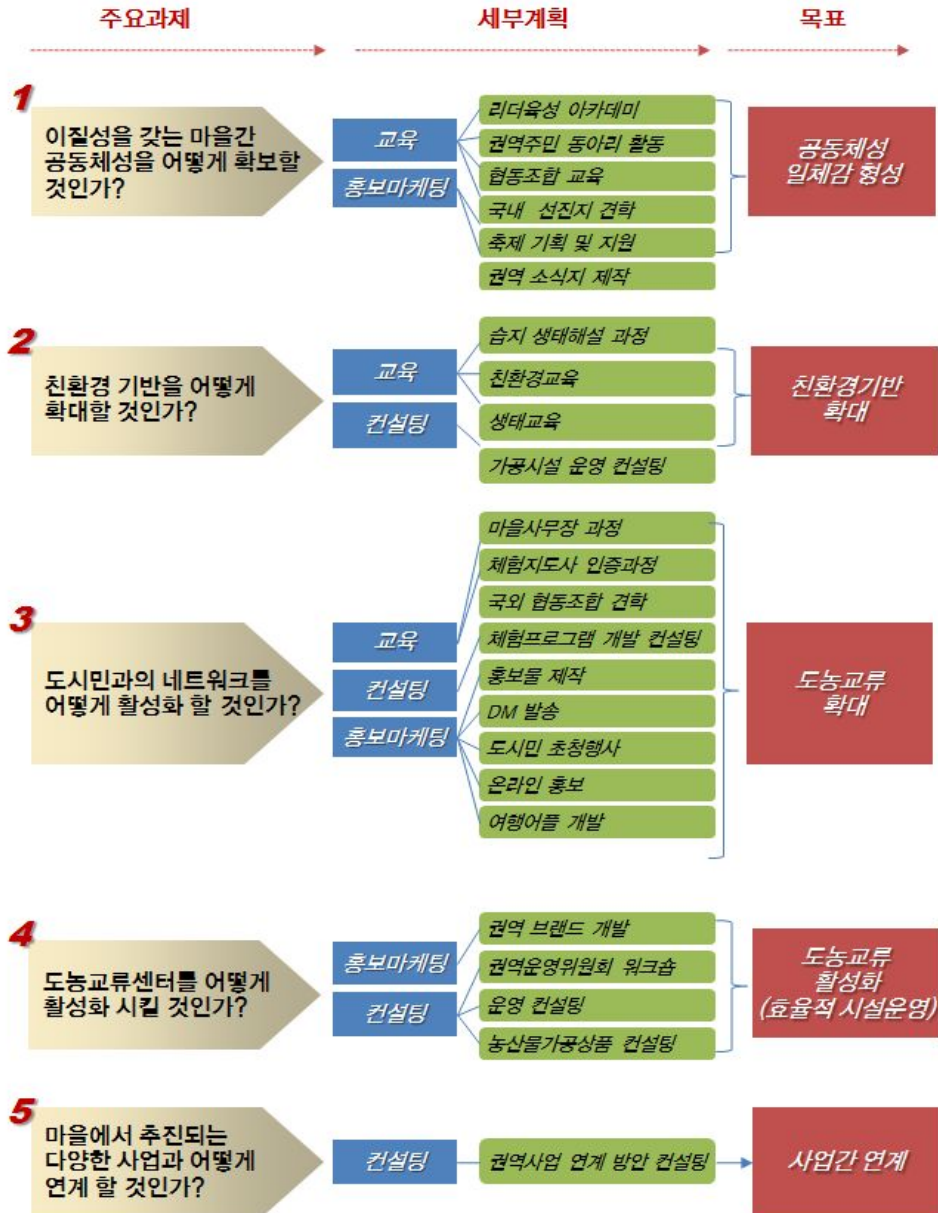 주요과제
세부계획
목표
1
이질성을 갖는 마을간
공동체성을 어떻게 확보할
것인가?
교육
홍보마케팅
리더육성 아카데미
권역주민 동아리 활동
협동조합 교육
국내 선진지 견학
축제 기획 및 지원
권역 소식지 제작
공동체성
일체감 형성
2
친환경 기반을 어떻게
확대할 것인가?
교육
컨설팅
습지 생태해설 과정
친환경교육
생태교육
가공시설 운영 컨설팅
친환경기반
확대
3
도시민과의 네트워크를
어떻게 활성화 할 것인가?
교육
컨설팅
홍보마케팅
마을사무장 과정
체험지도사 인증과정
국외 협동조합 견학
체험프로그램 개발 컨설팅
홍보물 제작
DM 발송
도시민 초청행사
온라인 홍보
여행어플 개발
도농교류
확대
4
도농교류센터를 어떻게
활성화 시킬 것인가?
홍보마케팅
컨설팅
권역 브랜드 개발
권역운영위원회 워크숍
운영 컨설팅
농산물가공상품 컨설팅
도농교류
활성화
(효율적 시설운영)
5
마을에서 추진되는
다양한 사업과 어떻게
연계 할 것인가?
컨설팅
권역사업 연계 방안 컨설팅
사업간 연계